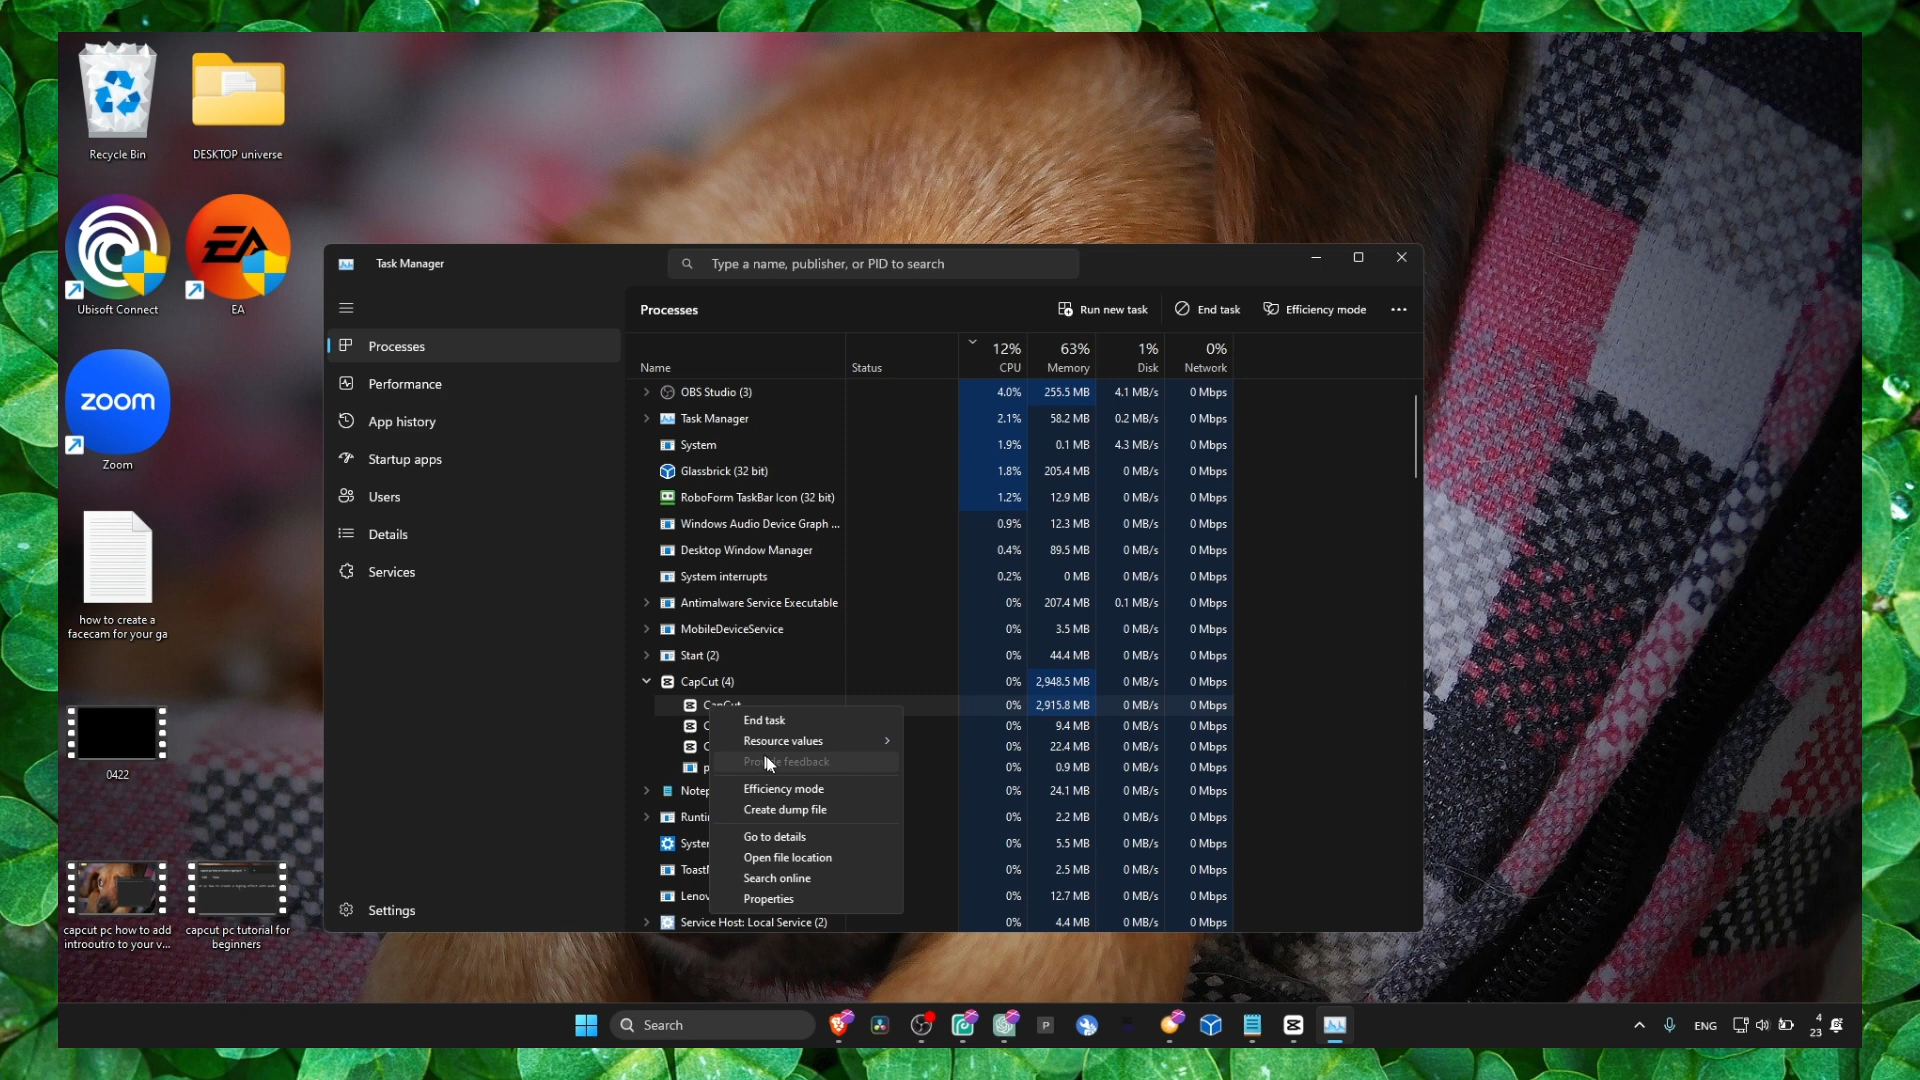 Recycle Bin
DESKTOP universe
Ubisoft Connect
EA
EA
zoom
Zoom
how to create a
facecam for your ga
0422
capcut pc how to add
introoutro to your v...
capcut pc tutorial for
beginners
Task Manager
Type a name, publisher, or PID to search
Processes
Performance
App history
Startup apps
Users
Details
Services
Settings
Processes
Run new task
End task
Efficiency mode
12% 63% 1% 0%
Name Status CPU Memory Disk Network
OBS Studio (3) 4.0% 255.5 MB 4.1 MB/s 0 Mbps
Task Manager 2.1% 58.2 MB 0.2 MB/s 0 Mbps
System 1.9% 0.1 MB 4.3 MB/s 0 Mbps
Glassbrick (32 bit) 1.8% 205.4 MB 0 MB/s 0 Mbps
RoboForm TaskBar Icon (32 bit) 1.2% 12.9 MB 0 MB/s 0 Mbps
Windows Audio Device Graph ... 0.9% 12.3 MB 0 MB/s 0 Mbps
Desktop Window Manager 0.4% 89.5 MB 0 MB/s 0 Mbps
System interrupts 0.2% 0 MB 0 MB/s 0 Mbps
Antimalware Service Executable 0% 207.4 MB 0.1 MB/s 0 Mbps
MobileDeviceService 0% 3.5 MB 0 MB/s 0 Mbps
Start (2) 0% 44.4 MB 0 MB/s 0 Mbps
CapCut (4) 0% 2,948.5 MB 0 MB/s 0 Mbps
CapCut 0% 2,915.8 MB 0 MB/s 0 Mbps
C 0% 9.4 MB 0 MB/s 0 Mbps
C 0% 22.4 MB 0 MB/s 0 Mbps
p 0% 0.9 MB 0 MB/s 0 Mbps
Notep 0% 24.1 MB 0 MB/s 0 Mbps
Runti 0% 2.2 MB 0 MB/s 0 Mbps
Syste 0% 5.5 MB 0 MB/s 0 Mbps
Toast 0% 2.5 MB 0 MB/s 0 Mbps
Lenov 0% 12.7 MB 0 MB/s 0 Mbps
Service Host: Local Service (2) 0% 4.4 MB 0 MB/s 0 Mbps
End task
Resource values
Provide feedback
Efficiency mode
Create dump file
Go to details
Open file location
Search online
Properties
Search
P
ENG
4
23